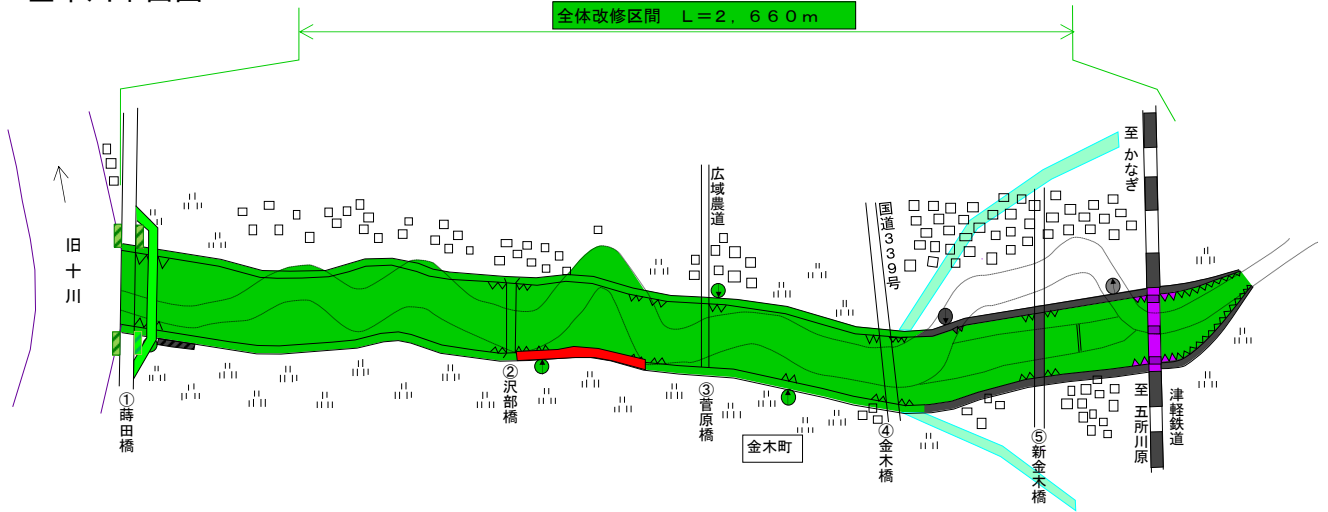 全体改修区間 L＝2，660m
至 かなぎ
広域農道
国道339号
旧十川
①蒔田橋
②沢部橋
③菅原橋
④金木橋
⑤新金木橋
至 五所川原
津軽鉄道
金木町